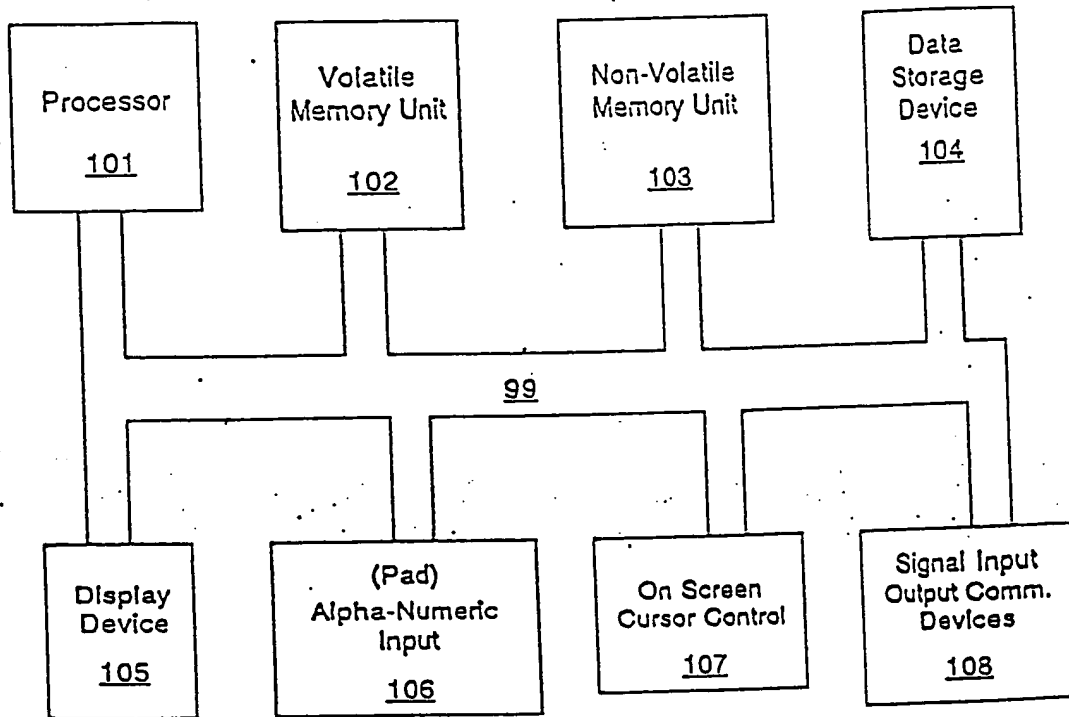 Processor
101
Volatile
Memory Unit
102
Non-Volatile
Memory Unit
103
Data
Storage
Device
104
99
Display
Device
105
(Pad)
Alpha-Numeric
Input
106
On Screen
Cursor Control
107
Signal Input
Output Comm.
Devices
108